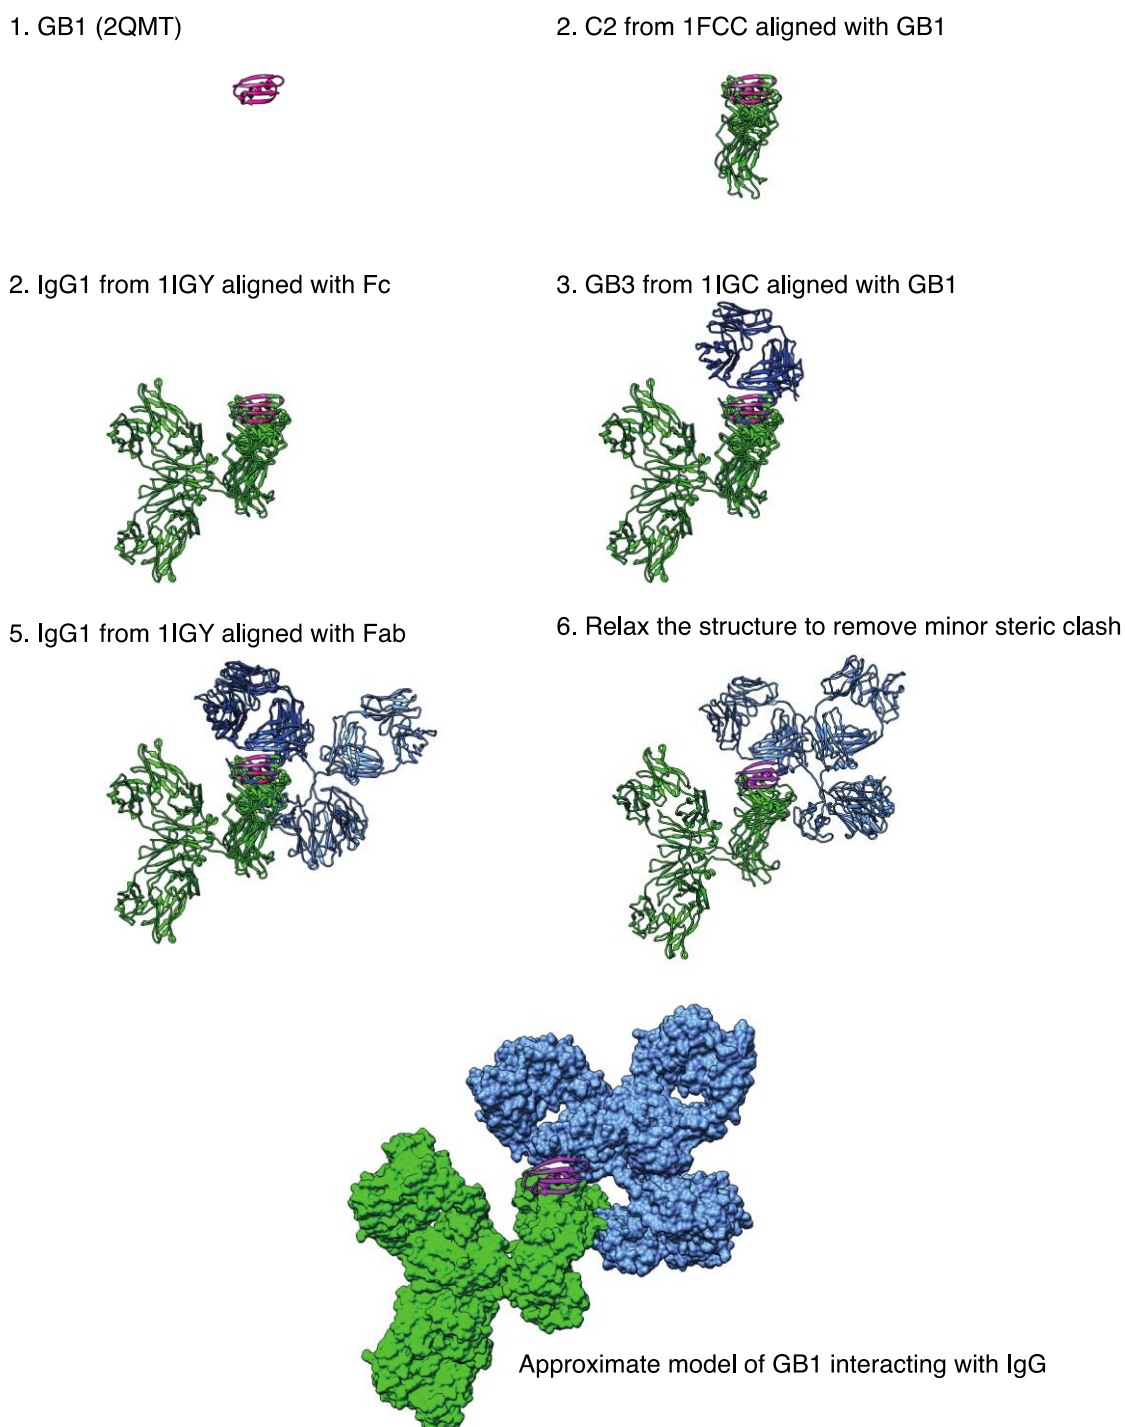 1. GB1 (2QMT)
2. C2 from 1FCC aligned with GB1
2. IgG1 from 1IGY aligned with Fc
3. GB3 from 1IGC aligned with GB1
5. IgG1 from 1IGY aligned with Fab
6. Relax the structure to remove minor steric clash
Approximate model of GB1 interacting with IgG